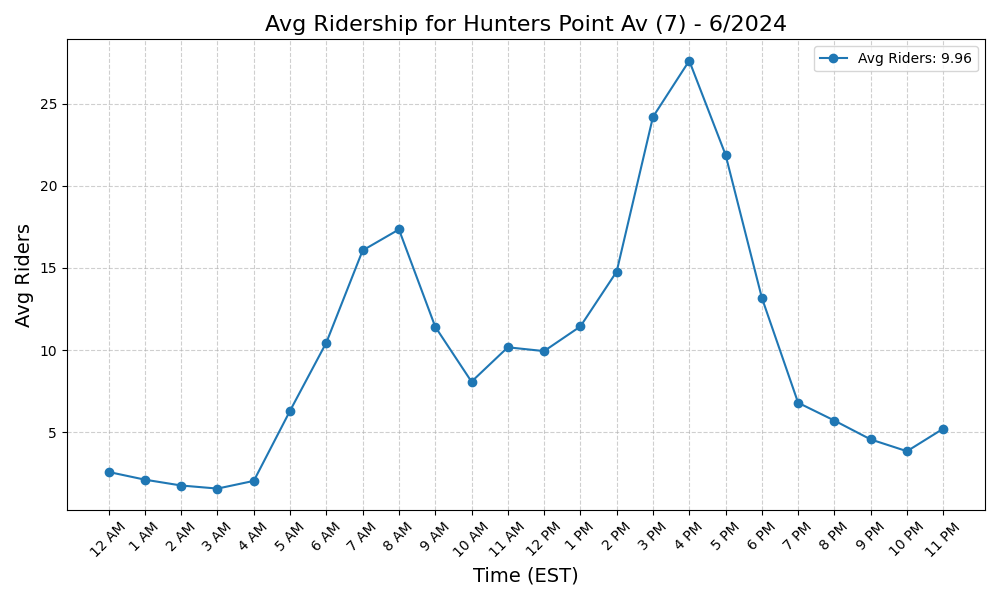 Avg Ridership for Hunters Point Av (7) - 6/2024
Avg Riders: 9.96
Avg Riders
25
20
15
10
5
12 AM
1 AM
2 AM
3 AM
4 AM
5 AM
6 AM
7 AM
8 AM
9 AM
10 AM
11 AM
12 PM
1 PM
2 PM
3 PM
4 PM
5 PM
6 PM
7 PM
8 PM
9 PM
10 PM
11 PM
Time (EST)